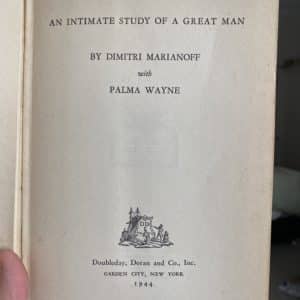 AN INTIMATE STUDY OF A GREAT MAN
BY DIMITRI MARIANOFF
with
PALMA WAYNE
Doubleday, Doran and Co., Inc.
GARDEN CITY, NEW YORK
1944